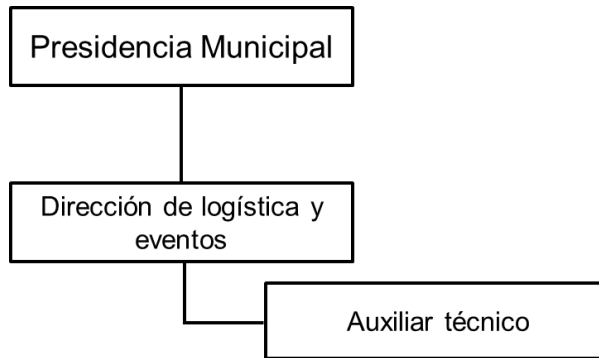 Presidencia Municipal
Dirección de logística y
eventos
Auxiliar técnico